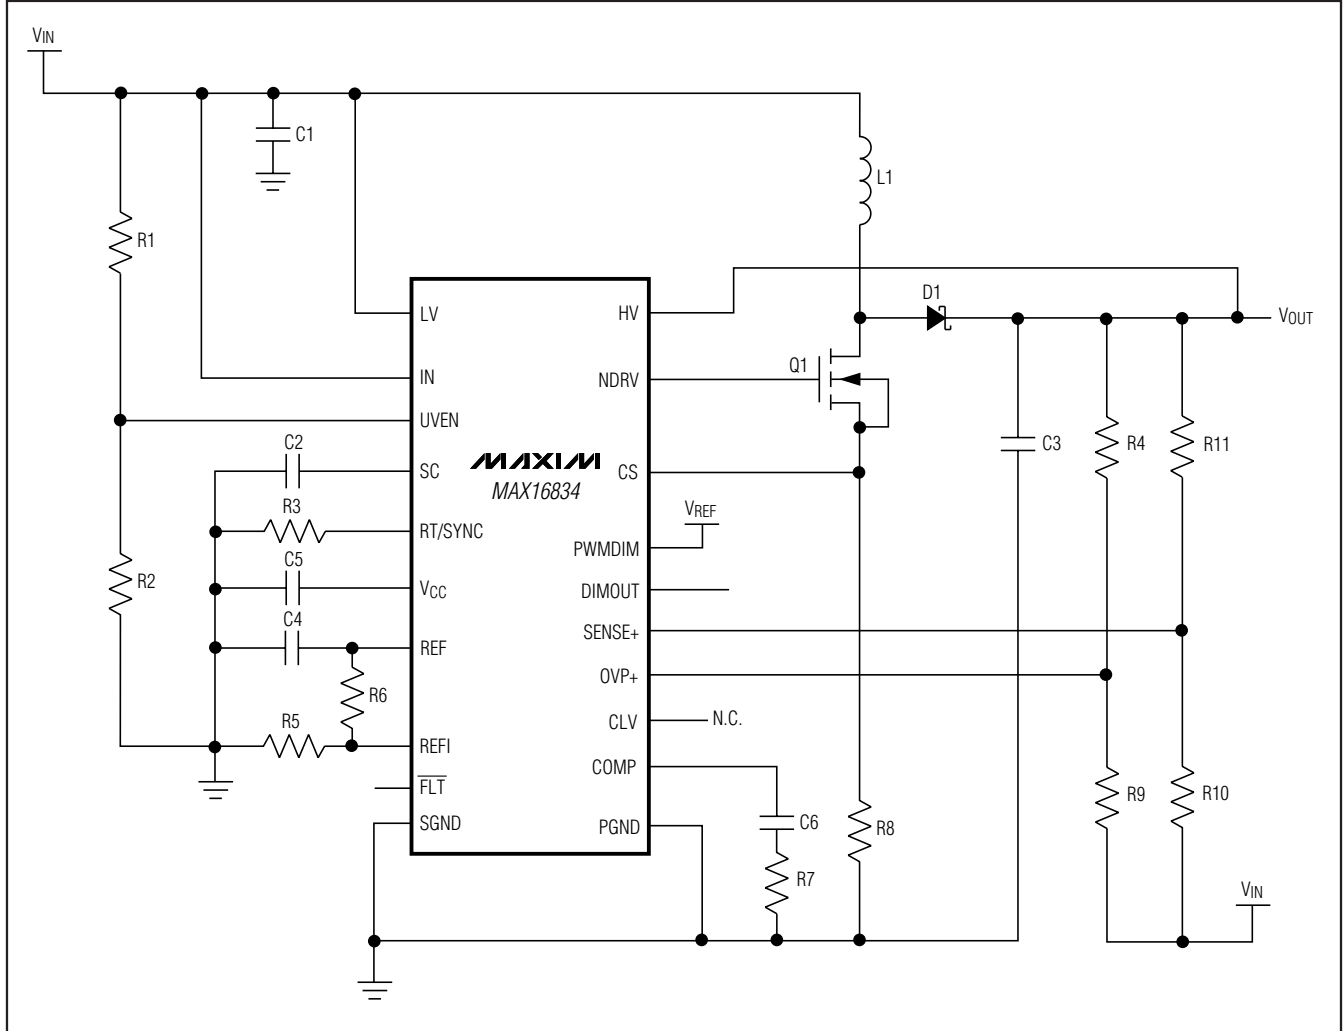 VIN
C1
L1
R1
D1
LV
HV
VOUT
Q1
IN
NDRV
UVEN
C2
MAXIM
C3
R4
R11
SC
CS
MAX16834
R3
VREF
RT/SYNC
PWMDIM
C5
R2
VCC
DIMOUT
C4
SENSE+
REF
OVP+
R6
R5
CLV
N.C.
REFI
COMP
FLT
R9
R10
SGND
PGND
C6
R8
R7
VIN